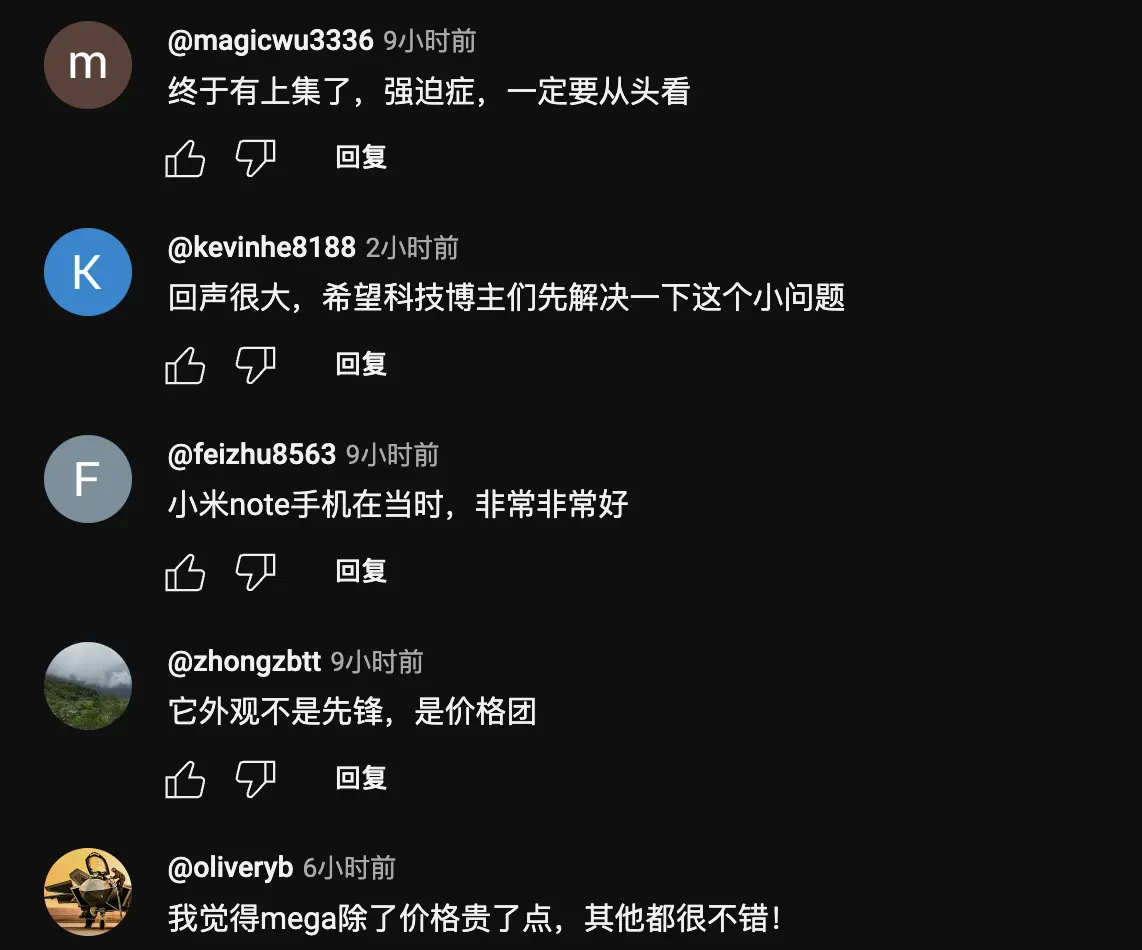 m
@magicwu3336 9小时前
终于有上集了，强迫症，一定要从头看
回复
K
@kevinhe8188 2小时前
回声很大，希望科技博主们先解决一下这个小问题
回复
F
@feizhu8563 9小时前
小米note手机在当时，非常非常好
回复
@zhongzbtt 9小时前
它外观不是先锋，是价格团
回复
@oliveryb 6小时前
我觉得mega除了价格贵了点，其他都很不错！